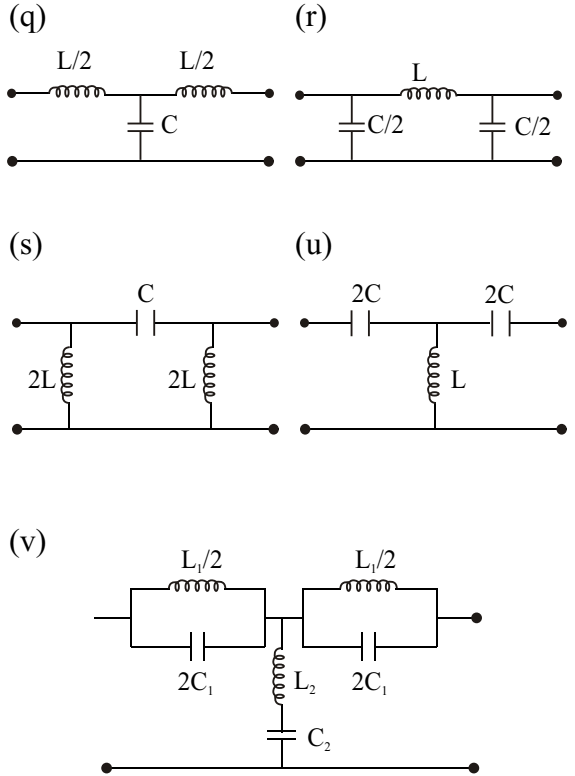 (q) (r)
L/2 L/2 L
C C/2 C/2
(s) (u)
C 2C 2C
2L 2L L
(v)
L₁/2 L₁/2
2C₁ L₂ 2C₁
C₂